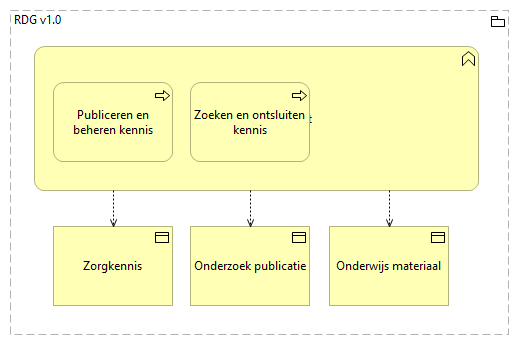 RDG v1.0
Publiceren en
beheren kennis
Zoeken en ontsluiten
kennis
Zorgkennis
Onderzoek publicatie
Onderwijs materiaal